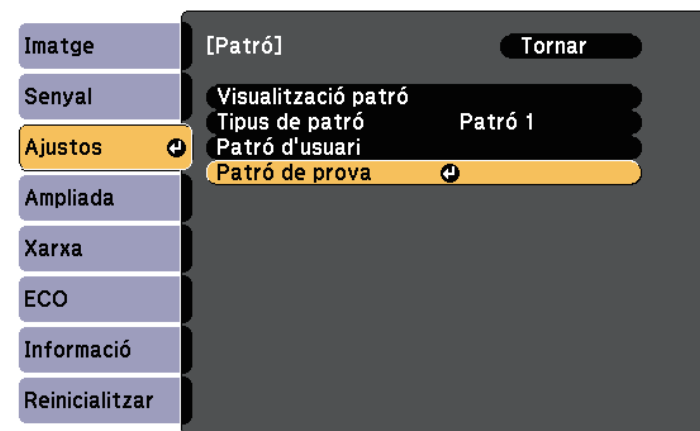 Imatge
Senyal
Ajustos
Ampliada
Xarxa
ECO
Informació
Reinicialitzar
[Patró] Tornar
Visualització patró
Tipus de patró Patró 1
Patró d'usuari
Patró de prova